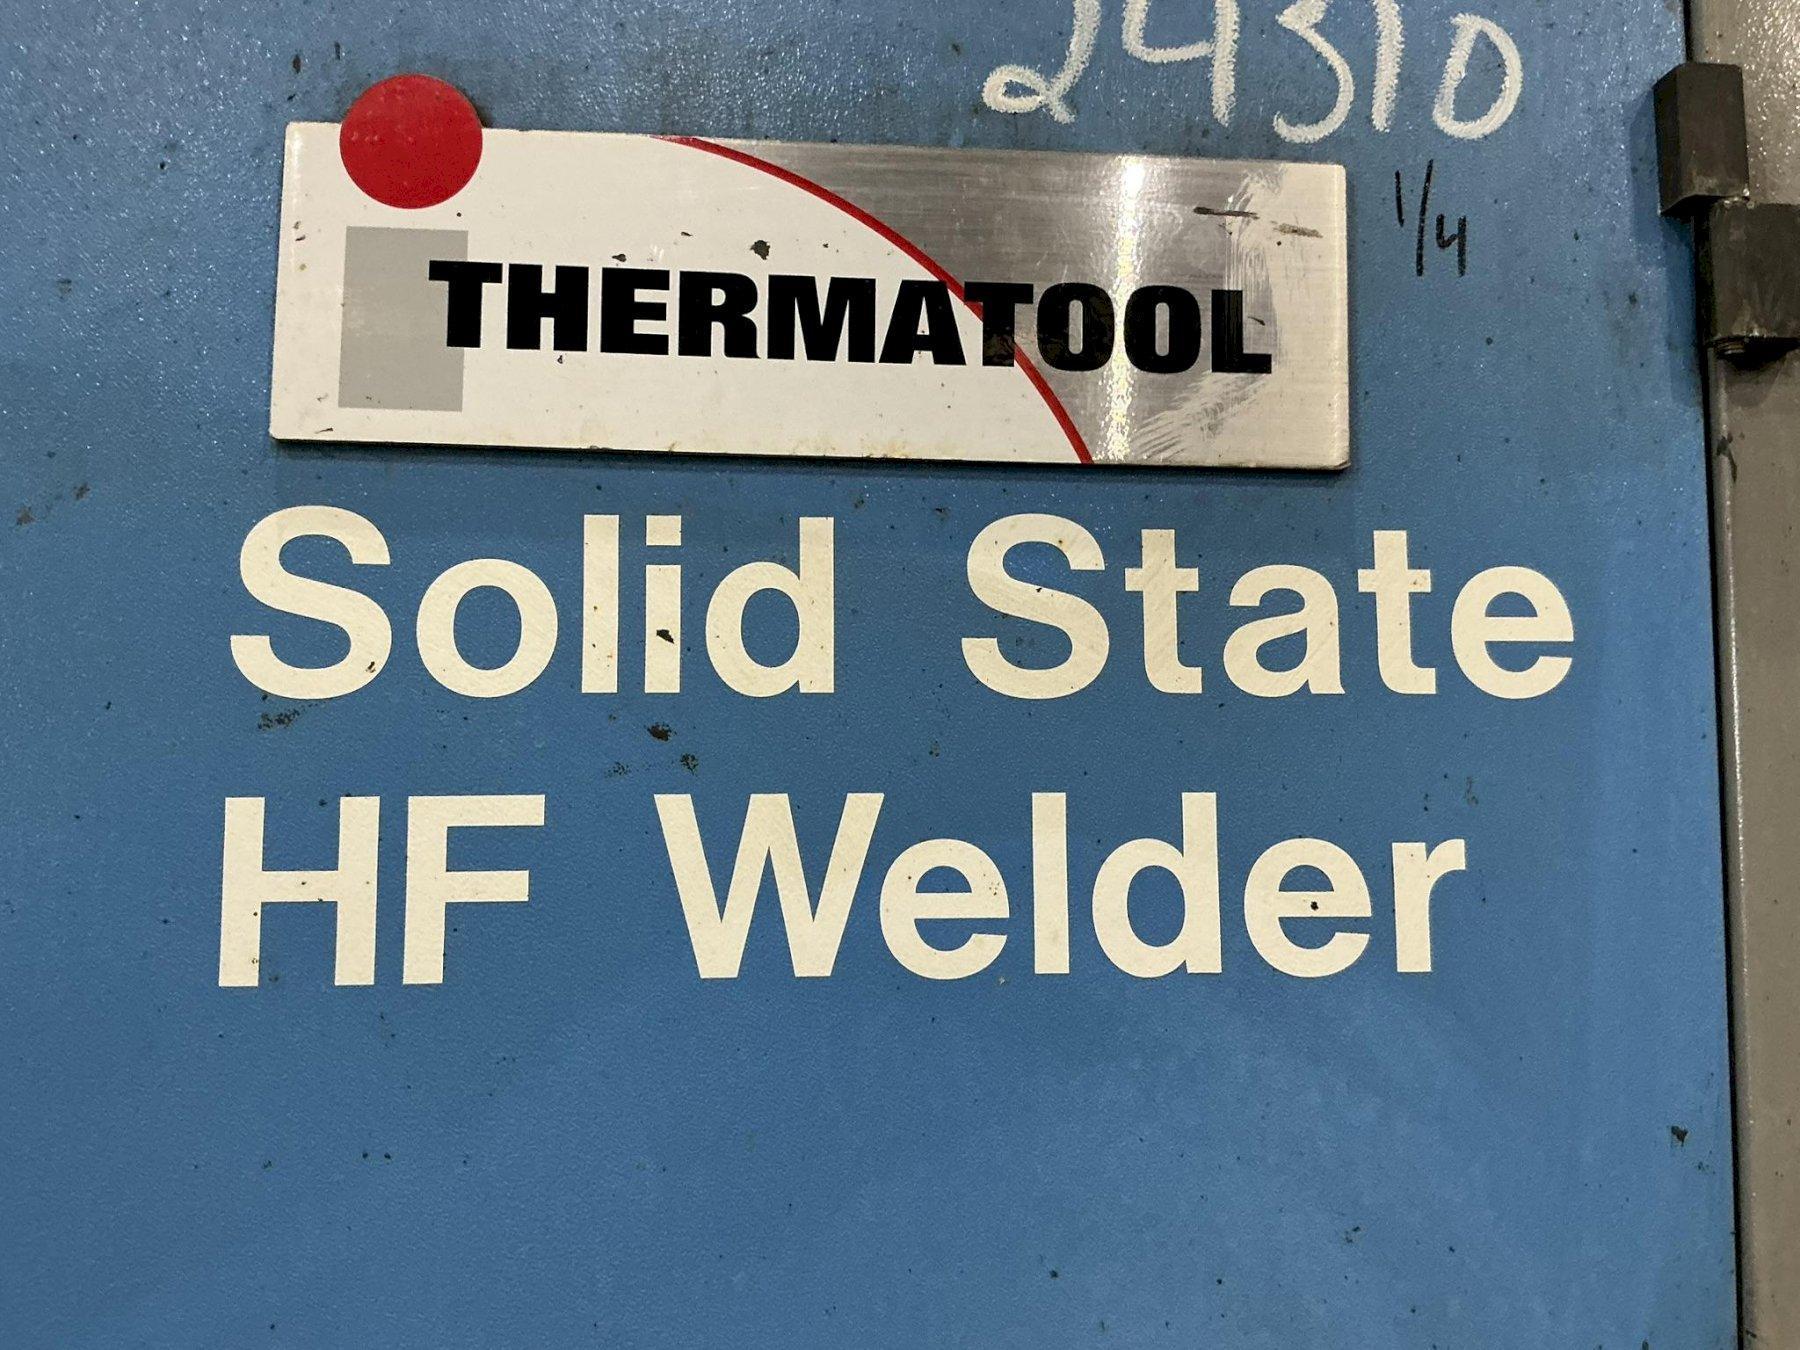 24310
1/4
THERMATOOL
Solid State
HF Welder